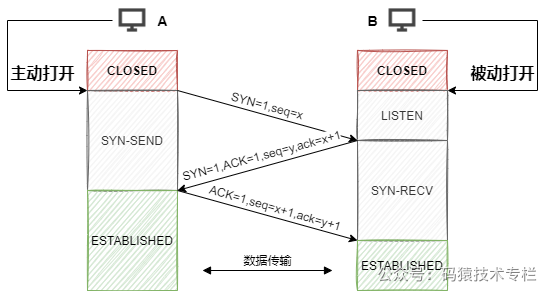 A
B
主动打开
CLOSED
CLOSED
被动打开
SYN=1,seq=x
LISTEN
SYN-SEND
SYN=1,ACK=1,seq=y,ack=x+1
SYN-RECV
ACK=1,seq=x+1,ack=y+1
ESTABLISHED
数据传输
ESTABLISHED
公众号：码猿技术专栏